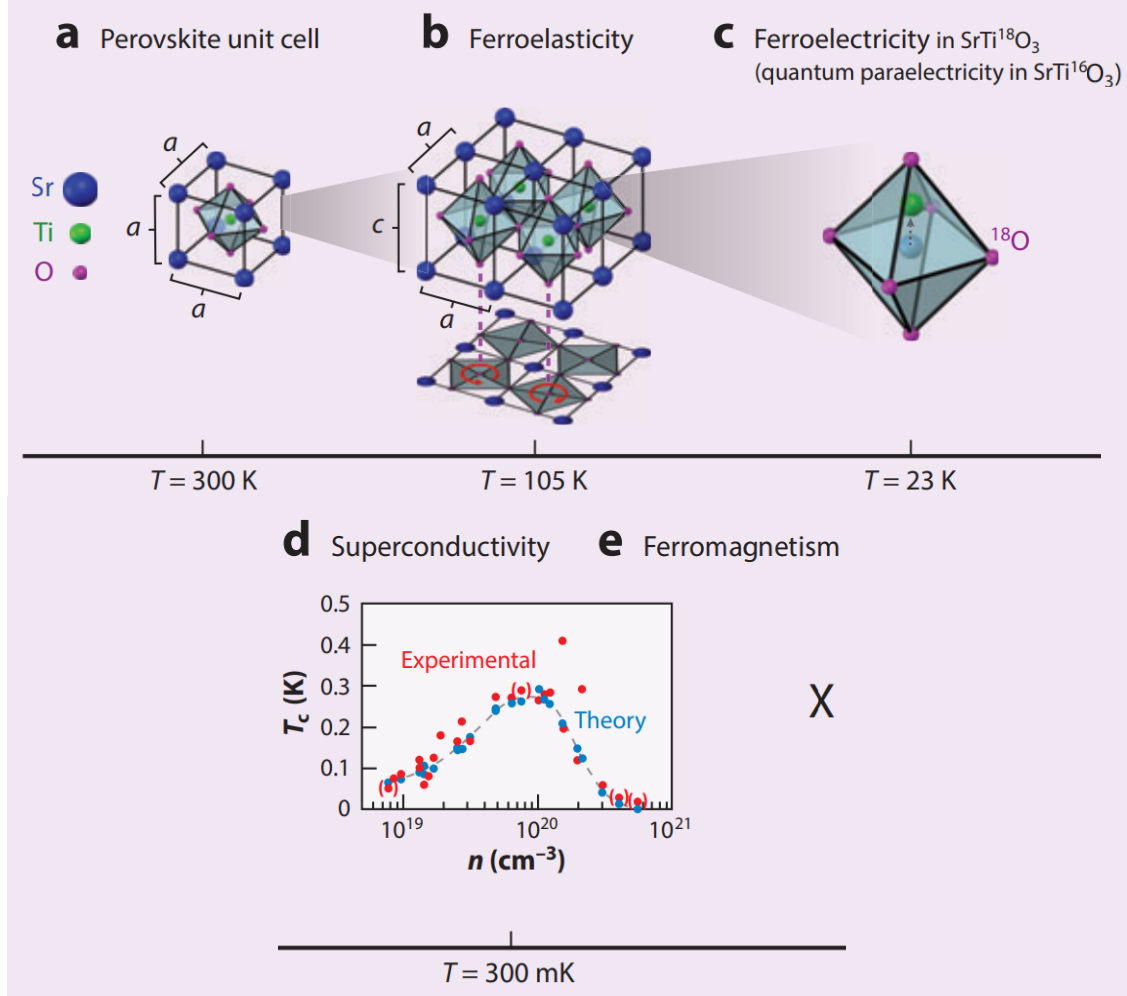 a Perovskite unit cell
b Ferroelasticity
c Ferroelectricity in SrTi¹⁸O₃
(quantum paraelectricity in SrTi¹⁶O₃)
Sr
Ti
O
a
a
a
a
c
a
¹⁸O
T = 300 K
T = 105 K
T = 23 K
d Superconductivity
e Ferromagnetism
0.5
0.4
0.3
0.2
0.1
0
T_c (K)
Experimental
( )
Theory
( )
( )
( )
10¹⁹
10²⁰
10²¹
n (cm⁻³)
X
T = 300 mK